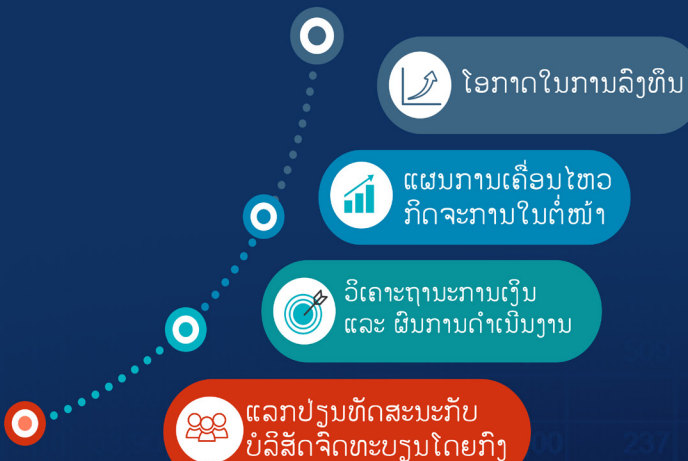 ໂອກາດໃນການລົງທຶນ
ແຜນການເຄື່ອນໄຫວ
ກິດຈະການໃນຕໍ່ໜ້າ
ວິເຄາະຖານະການເງິນ
ແລະ ຜົນການດຳເນີນງານ
ແລກປ່ຽນທັດສະນະກັບ
ບໍລິສັດຈົດທະບຽນໂດຍກົງ
237